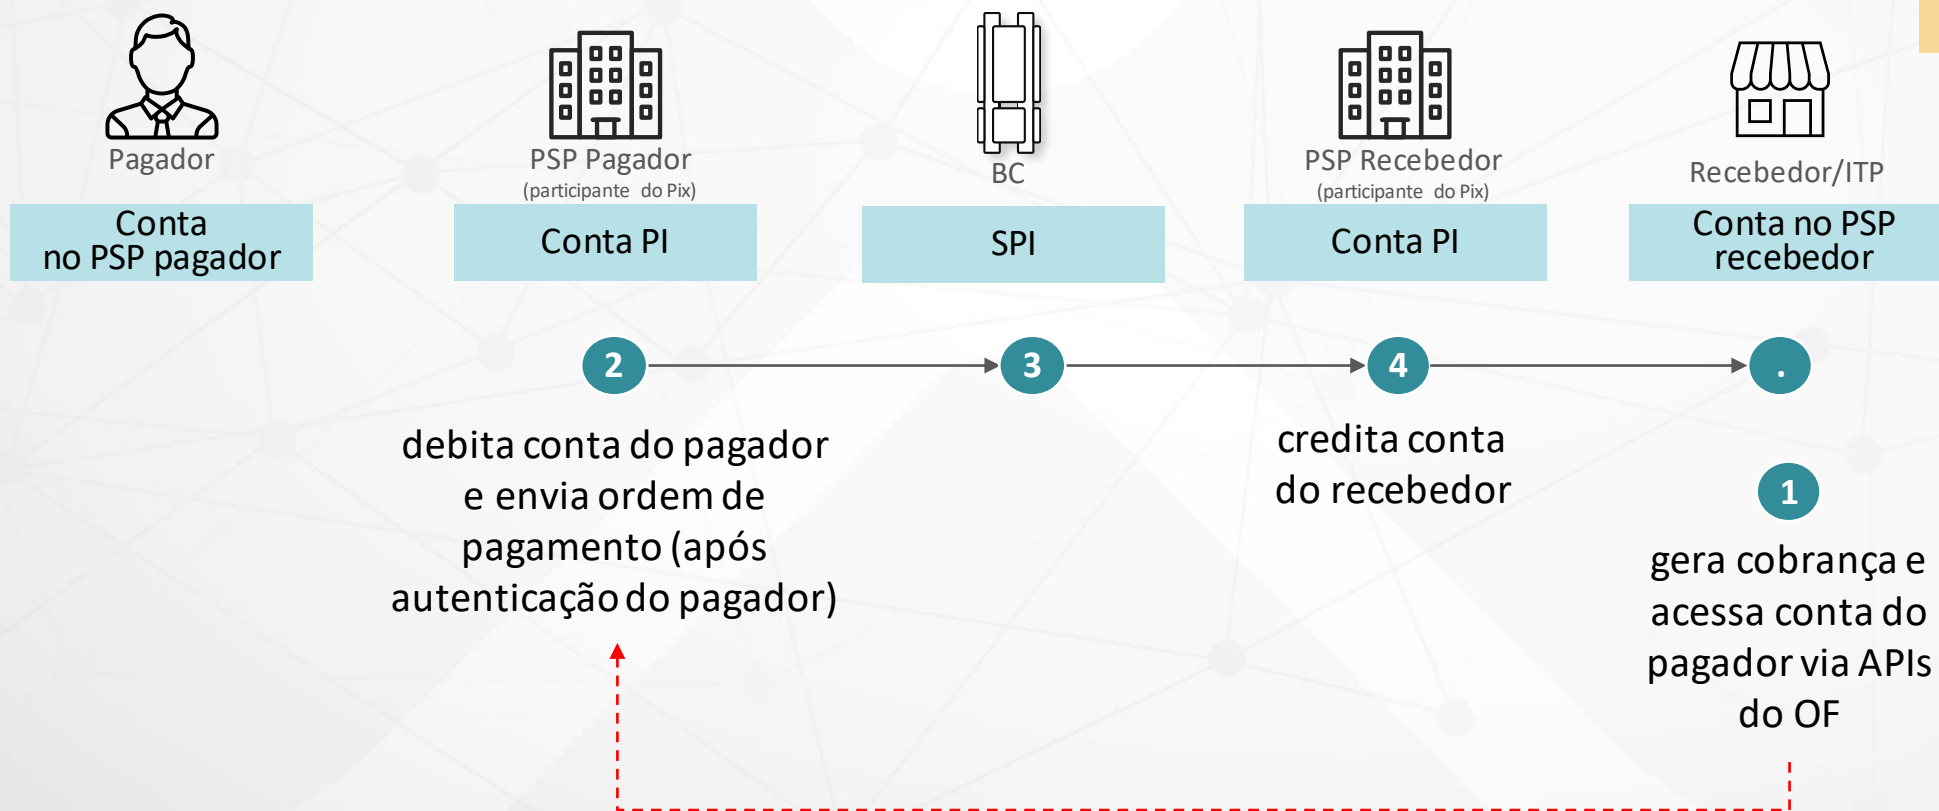 Pagador
PSP Pagador
(participante do Pix)
BC
PSP Recebedor
(participante do Pix)
Recebedor/ITP
Conta
no PSP pagador
Conta PI
SPI
Conta PI
Conta no PSP
recebedor
2
3
4
.
debita conta do pagador
e envia ordem de
pagamento (após
autenticação do pagador)
credita conta
do recebedor
1
gera cobrança e
acessa conta do
pagador via APIs
do OF